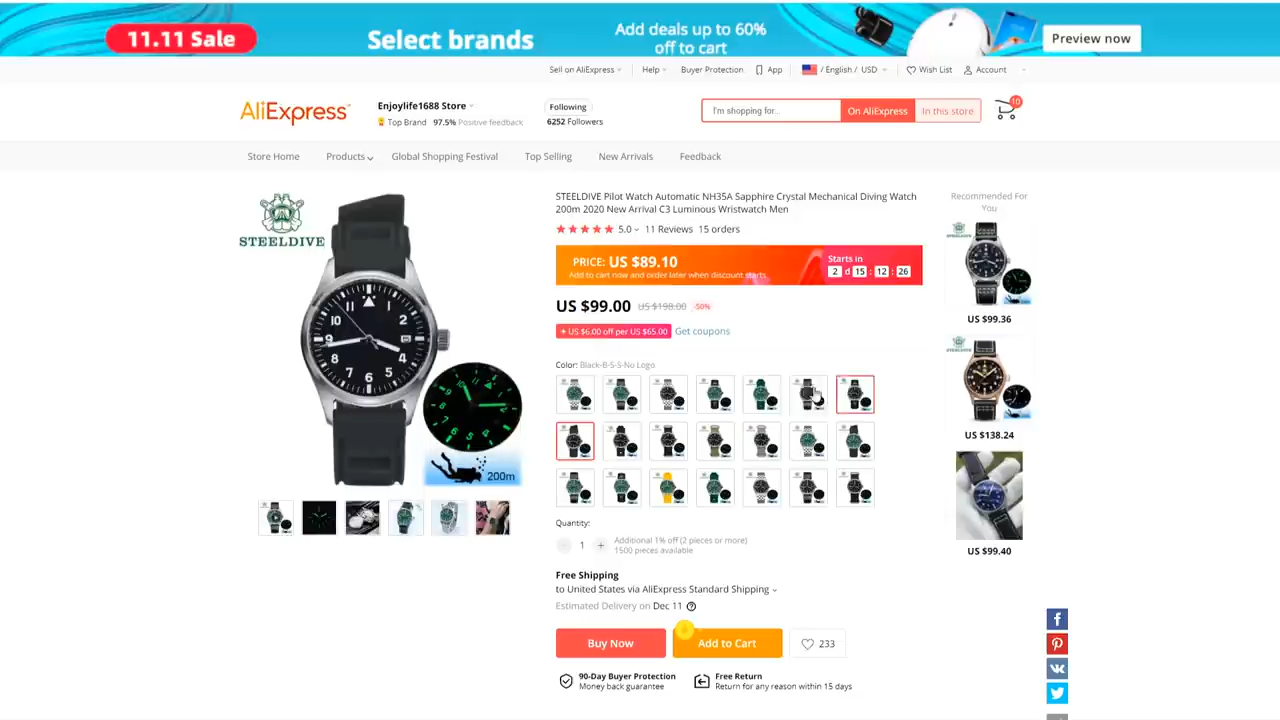 11.11 Sale
Select brands
Add deals up to 60%
off to cart
Preview now
Sell on AliExpress
Help
Buyer Protection
App
/ English / USD
Wish List
Account
AliExpress
Enjoylife1688 Store
Top Brand 97.5% Positive feedback
Following
6252 Followers
I'm shopping for...
On AliExpress
In this store
10
Store Home
Products
Global Shopping Festival
Top Selling
New Arrivals
Feedback
STEELDIVE
200m
STEELDIVE Pilot Watch Automatic NH35A Sapphire Crystal Mechanical Diving Watch
200m 2020 New Arrival C3 Luminous Wristwatch Men
5.0 11 Reviews 15 orders
PRICE: US $89.10
Add to cart now and order later when discount starts
Starts in
2 d 15 : 12 : 26
US $99.00 US $198.00 -50%
+ US $6.00 off per US $65.00 Get coupons
Color: Black-B-S-S-No Logo
Quantity:
- 1 +
Additional 1% off (2 pieces or more)
1500 pieces available
Free Shipping
to United States via AliExpress Standard Shipping
Estimated Delivery on Dec 11
Buy Now
Add to Cart
233
90-Day Buyer Protection
Money back guarantee
Free Return
Return for any reason within 15 days
Recommended For
You
US $99.36
US $138.24
US $99.40